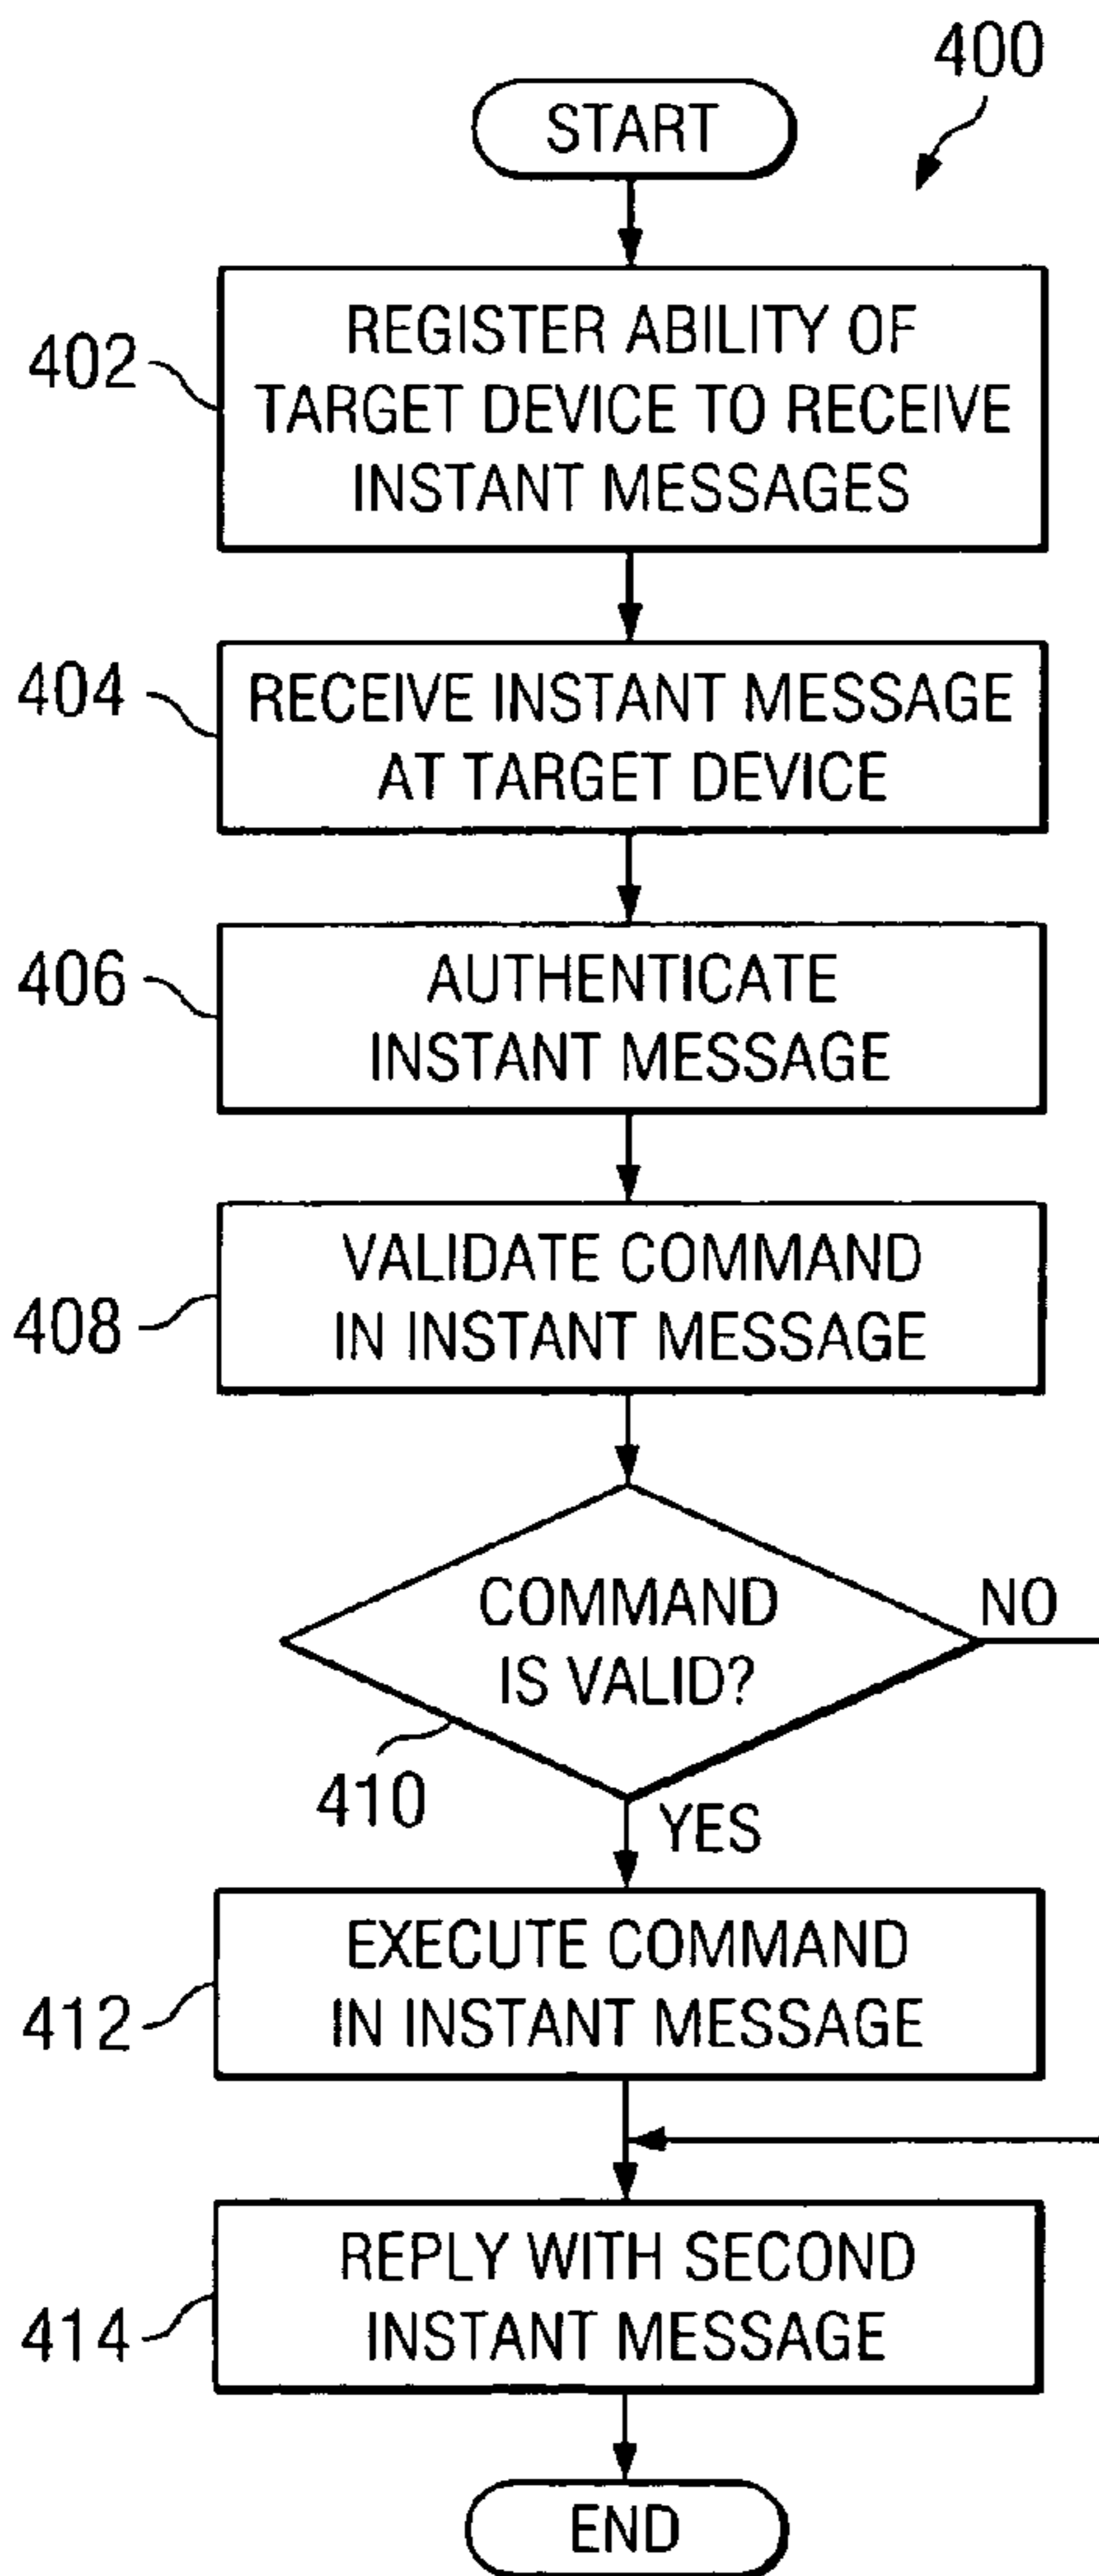 400
START
402
REGISTER ABILITY OF
TARGET DEVICE TO RECEIVE
INSTANT MESSAGES
404
RECEIVE INSTANT MESSAGE
AT TARGET DEVICE
406
AUTHENTICATE
INSTANT MESSAGE
408
VALIDATE COMMAND
IN INSTANT MESSAGE
COMMAND
IS VALID?
NO
410
YES
412
EXECUTE COMMAND
IN INSTANT MESSAGE
414
REPLY WITH SECOND
INSTANT MESSAGE
END